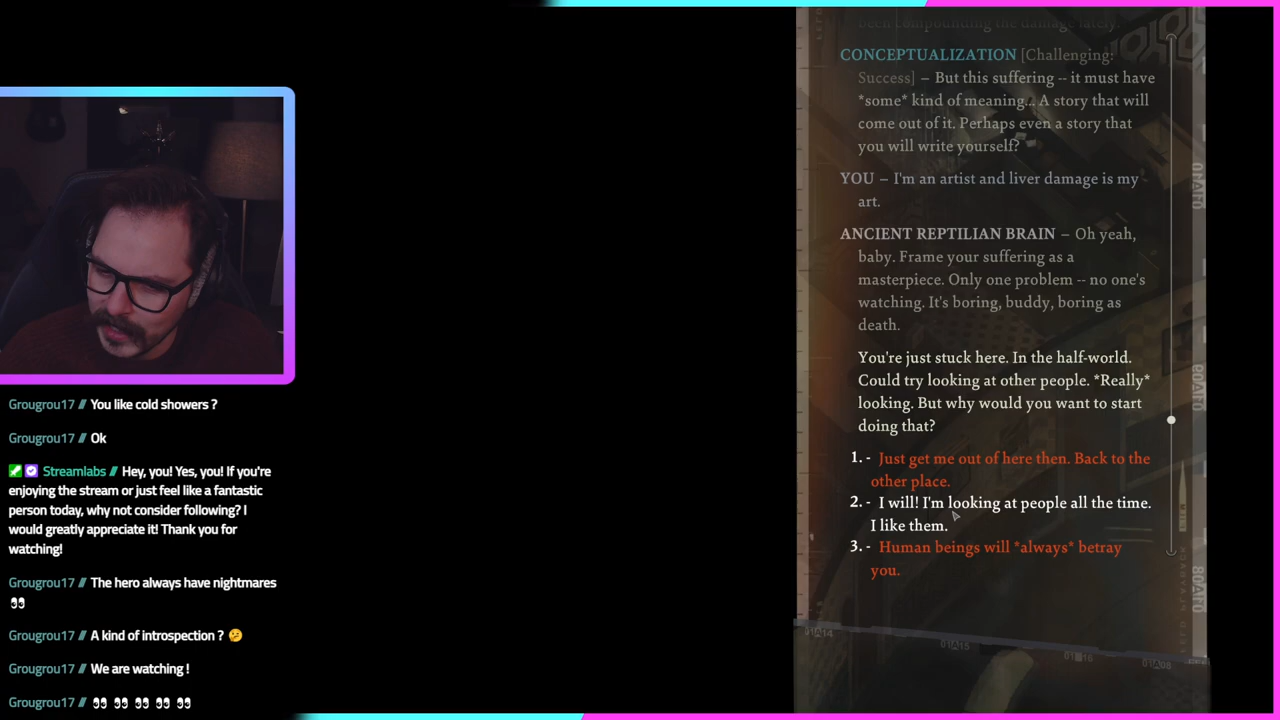 been compounding the damage lately.
CONCEPTUALIZATION [Challenging:
Success] – But this suffering -- it must have
*some* kind of meaning... A story that will
come out of it. Perhaps even a story that
you will write yourself?
YOU – I'm an artist and liver damage is my
art.
ANCIENT REPTILIAN BRAIN – Oh yeah,
baby. Frame your suffering as a
masterpiece. Only one problem -- no one's
watching. It's boring, buddy, boring as
death.
You're just stuck here. In the half-world.
Could try looking at other people. *Really*
looking. But why would you want to start
doing that?
1. - Just get me out of here then. Back to the
other place.
2. - I will! I'm looking at people all the time.
I like them.
3. - Human beings will *always* betray
you.
Grougrou17 // You like cold showers ?
Grougrou17 // Ok
Streamlabs // Hey, you! Yes, you! If you're
enjoying the stream or just feel like a fantastic
person today, why not consider following? I
would greatly appreciate it! Thank you for
watching!
Grougrou17 // The hero always have nightmares
👀
Grougrou17 // A kind of introspection ? 🤔
Grougrou17 // We are watching !
Grougrou17 // 👀 👀 👀 👀 👀
01A14
01A15
01A08